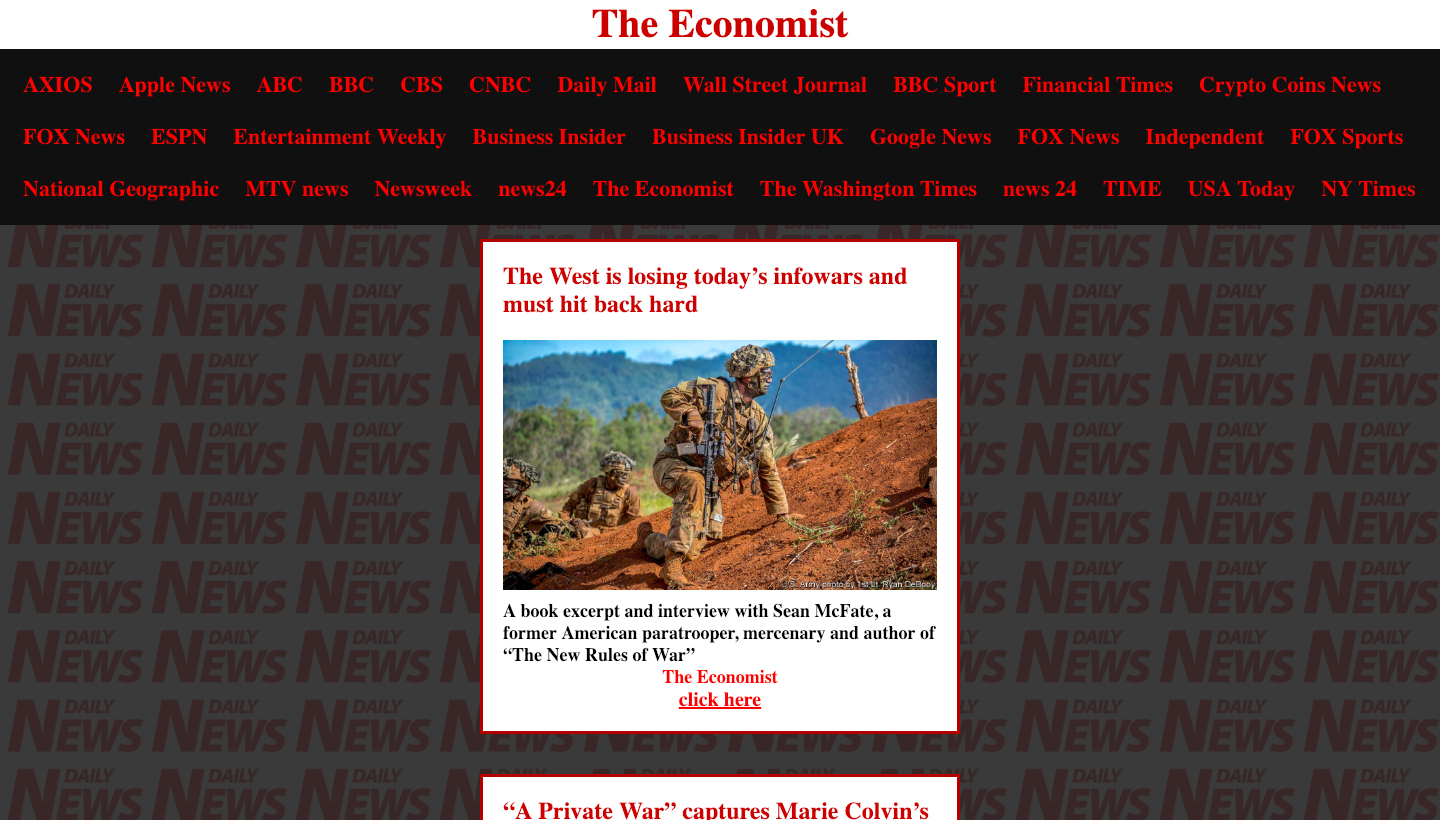 The Economist
AXIOS Apple News ABC BBC CBS CNBC Daily Mail Wall Street Journal BBC Sport Financial Times Crypto Coins News
FOX News ESPN Entertainment Weekly Business Insider Business Insider UK Google News FOX News Independent FOX Sports
National Geographic MTV news Newsweek news24 The Economist The Washington Times news 24 TIME USA Today NY Times
The West is losing today’s infowars and
must hit back hard
Army photo by 1st Lt. Ryan DeBooy
A book excerpt and interview with Sean McFate, a
former American paratrooper, mercenary and author of
“The New Rules of War”
The Economist
click here
“A Private War” captures Marie Colvin’s
DAILY
NEWS